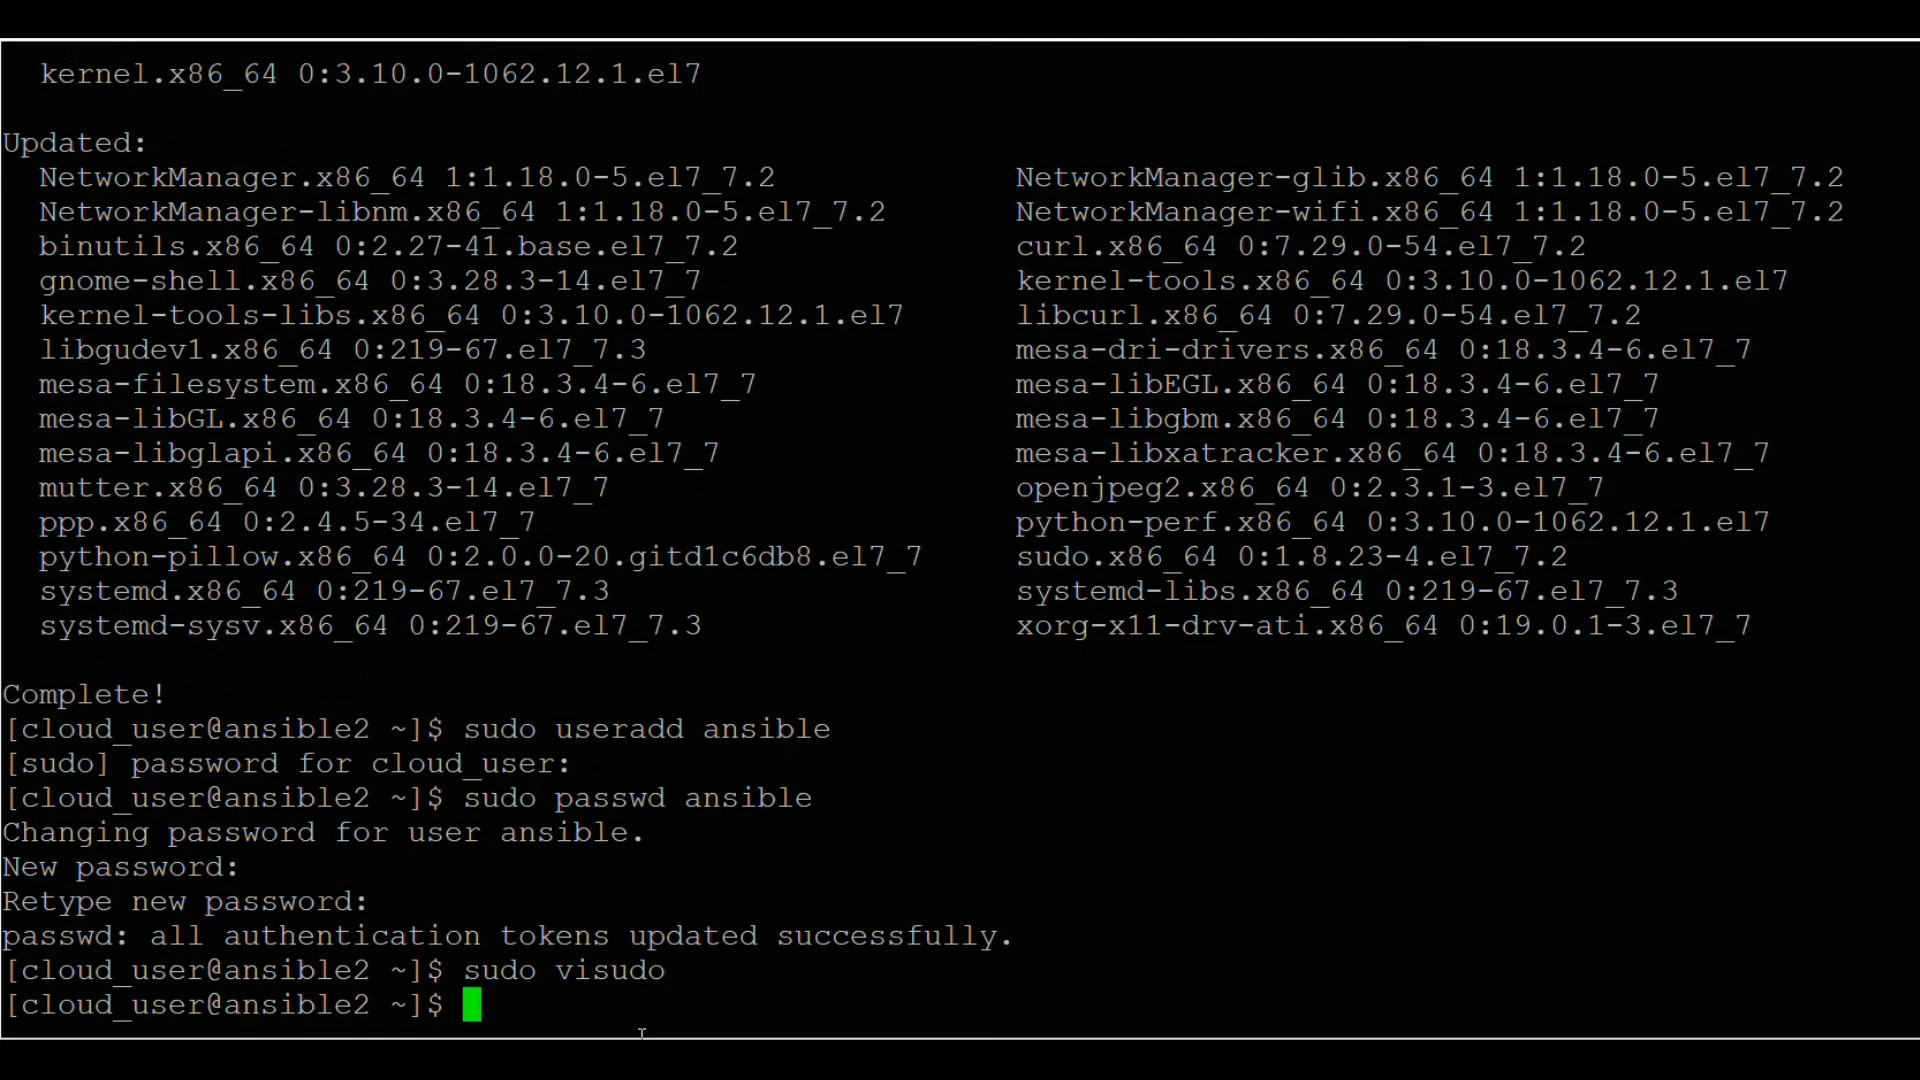 kernel.x86_64 0:3.10.0-1062.12.1.el7
Updated:
NetworkManager.x86_64 1:1.18.0-5.el7_7.2 NetworkManager-glib.x86_64 1:1.18.0-5.el7_7.2
NetworkManager-libnm.x86_64 1:1.18.0-5.el7_7.2 NetworkManager-wifi.x86_64 1:1.18.0-5.el7_7.2
binutils.x86_64 0:2.27-41.base.el7_7.2 curl.x86_64 0:7.29.0-54.el7_7.2
gnome-shell.x86_64 0:3.28.3-14.el7_7 kernel-tools.x86_64 0:3.10.0-1062.12.1.el7
kernel-tools-libs.x86_64 0:3.10.0-1062.12.1.el7 libcurl.x86_64 0:7.29.0-54.el7_7.2
libgudev1.x86_64 0:219-67.el7_7.3 mesa-dri-drivers.x86_64 0:18.3.4-6.el7_7
mesa-filesystem.x86_64 0:18.3.4-6.el7_7 mesa-libEGL.x86_64 0:18.3.4-6.el7_7
mesa-libGL.x86_64 0:18.3.4-6.el7_7 mesa-libgbm.x86_64 0:18.3.4-6.el7_7
mesa-libglapi.x86_64 0:18.3.4-6.el7_7 mesa-libxatracker.x86_64 0:18.3.4-6.el7_7
mutter.x86_64 0:3.28.3-14.el7_7 openjpeg2.x86_64 0:2.3.1-3.el7_7
ppp.x86_64 0:2.4.5-34.el7_7 python-perf.x86_64 0:3.10.0-1062.12.1.el7
python-pillow.x86_64 0:2.0.0-20.gitd1c6db8.el7_7 sudo.x86_64 0:1.8.23-4.el7_7.2
systemd.x86_64 0:219-67.el7_7.3 systemd-libs.x86_64 0:219-67.el7_7.3
systemd-sysv.x86_64 0:219-67.el7_7.3 xorg-x11-drv-ati.x86_64 0:19.0.1-3.el7_7
Complete!
[cloud_user@ansible2 ~]$ sudo useradd ansible
[sudo] password for cloud_user:
[cloud_user@ansible2 ~]$ sudo passwd ansible
Changing password for user ansible.
New password:
Retype new password:
passwd: all authentication tokens updated successfully.
[cloud_user@ansible2 ~]$ sudo visudo
[cloud_user@ansible2 ~]$